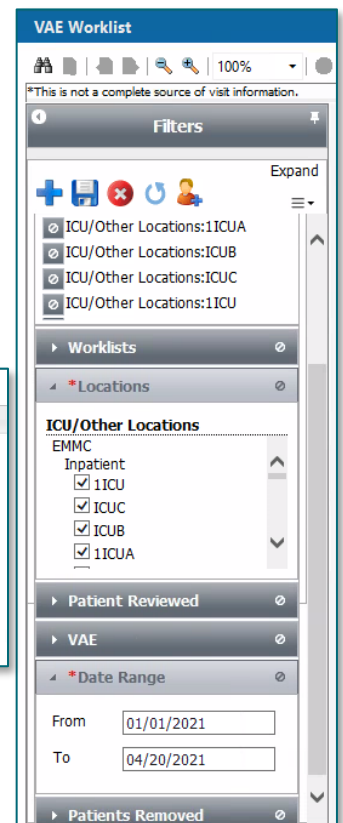 VAE Worklist
100%
*This is not a complete source of visit information.
Filters
Expand
ICU/Other Locations:1ICUA
ICU/Other Locations:ICUB
ICU/Other Locations:ICUC
ICU/Other Locations:1ICU
Worklists
*Locations
ICU/Other Locations
EMMC
Inpatient
1ICU
ICUC
ICUB
1ICUA
Patient Reviewed
VAE
*Date Range
From 01/01/2021
To 04/20/2021
Patients Removed